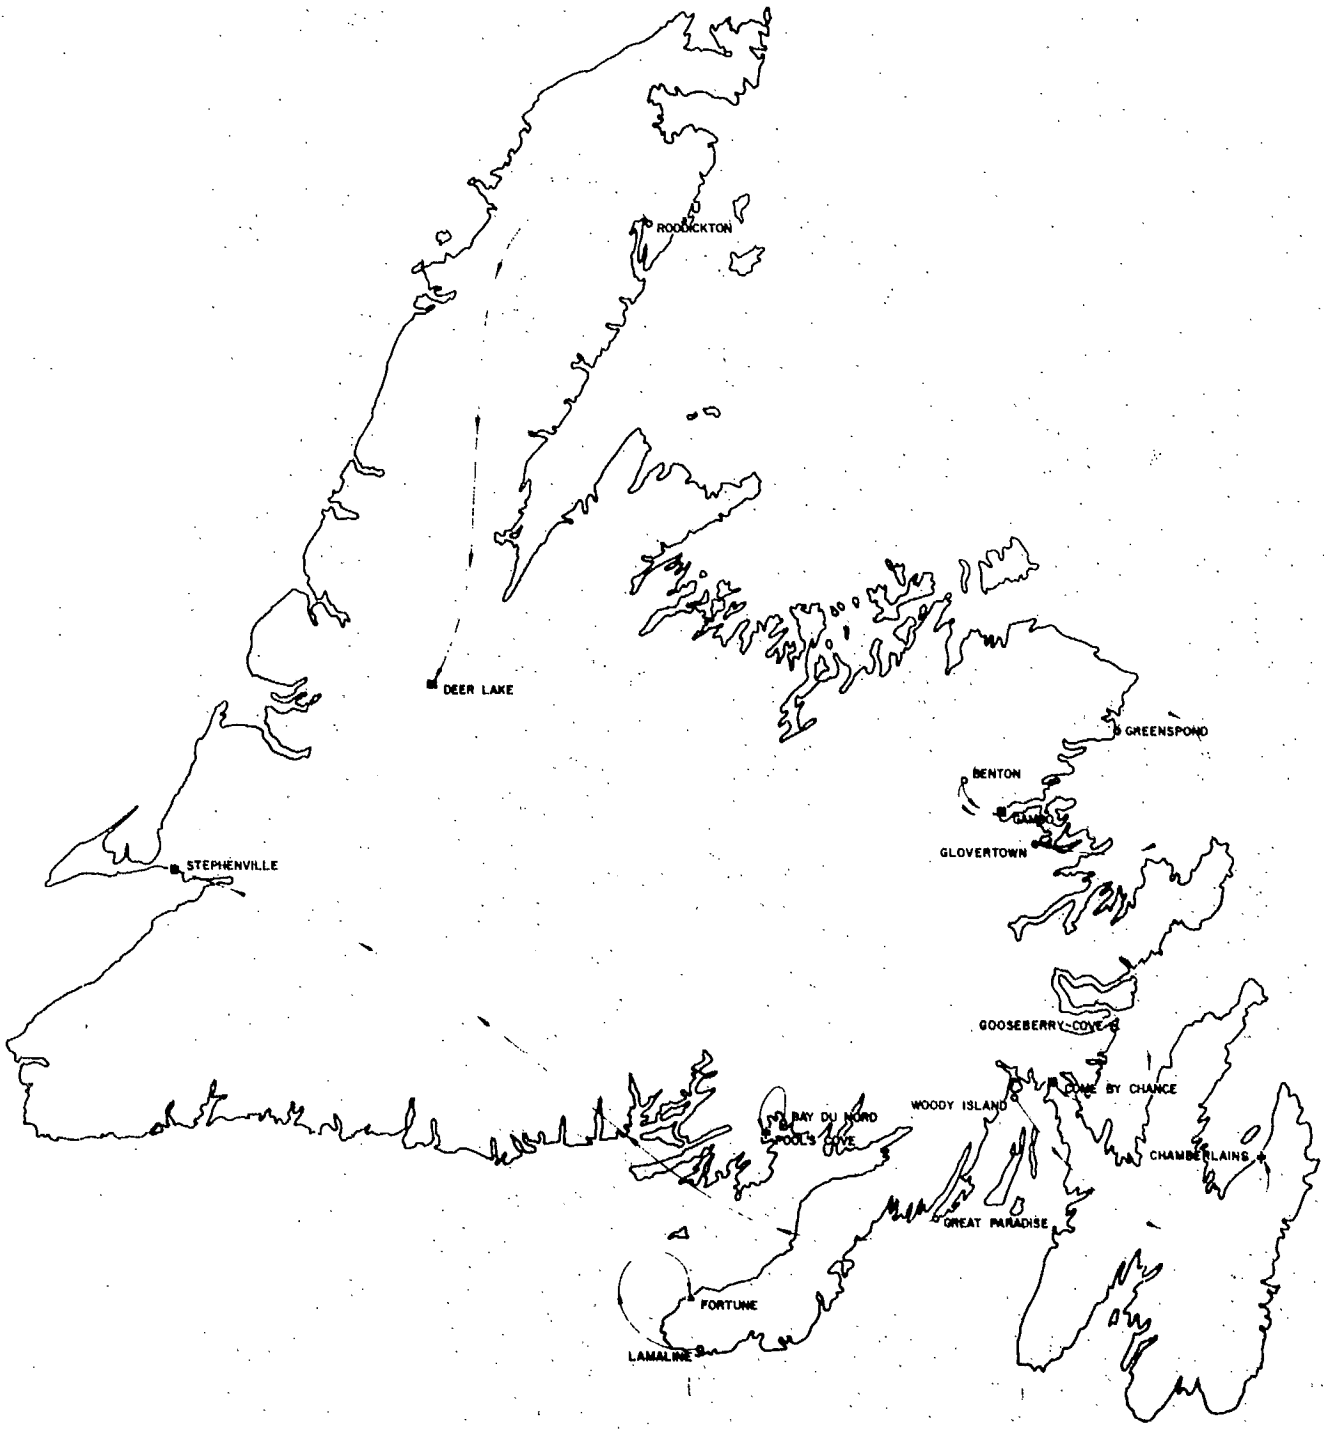 RODDICKTON
DEER LAKE
GREENSPOND
BENTON
GAMBO
GLOVERTOWN
STEPHENVILLE
GOOSEBERRY-COVE
COME BY CHANCE
WOODY ISLAND
BAY DU NORD
POOL'S COVE
CHAMBERLAINS
GREAT PARADISE
FORTUNE
LAMALINE